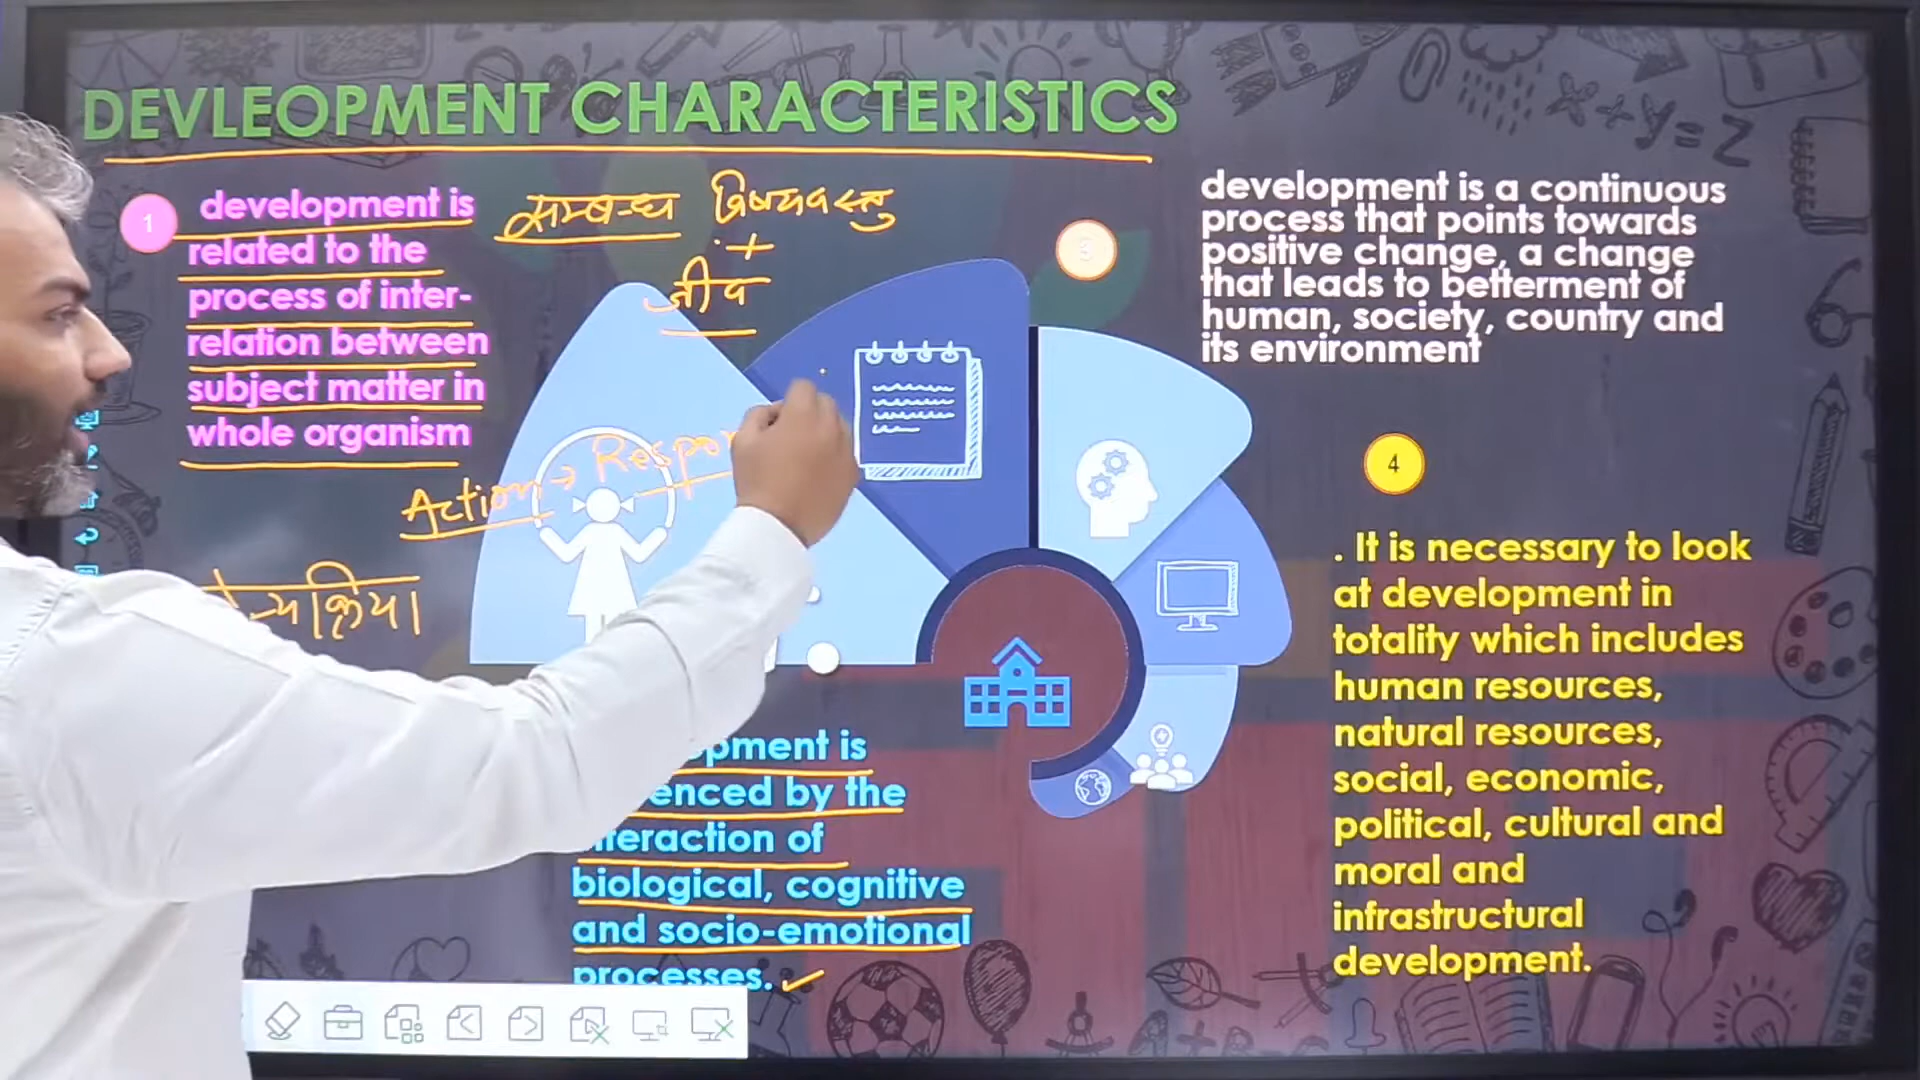 DEVLEOPMENT CHARACTERISTICS
1
development is
related to the
process of inter-
relation between
subject matter in
whole organism
सम्बन्ध विषयवस्तु
+
जीव
Action → Respon
pment is
enced by the
nteraction of
biological, cognitive
and socio-emotional
processes.
3
development is a continuous
process that points towards
positive change, a change
that leads to betterment of
human, society, country and
its environment
4
. It is necessary to look
at development in
totality which includes
human resources,
natural resources,
social, economic,
political, cultural and
moral and
infrastructural
development.
x+y=z